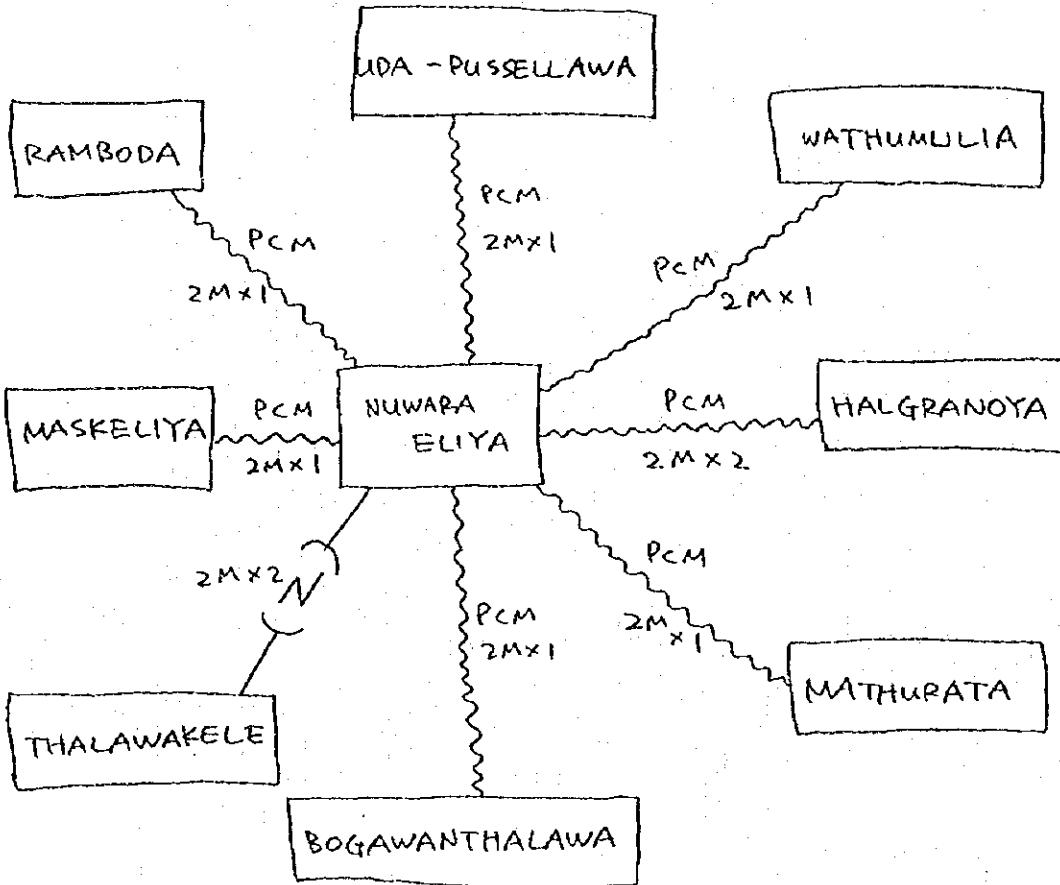 UDA - PUSSELLAWA
RAMBODA
WATHUMULIA
PCM
2M×1
PCM
2M×1
PCM
2M×1
MASKELIYA
PCM
2M×1
NUWARA
ELIYA
PCM
2M×2
HALGRANOYA
2M×2
PCM
2M×1
PCM
2M×1
THALAWAKELE
MATHURATA
BOGAWANTHALAWA